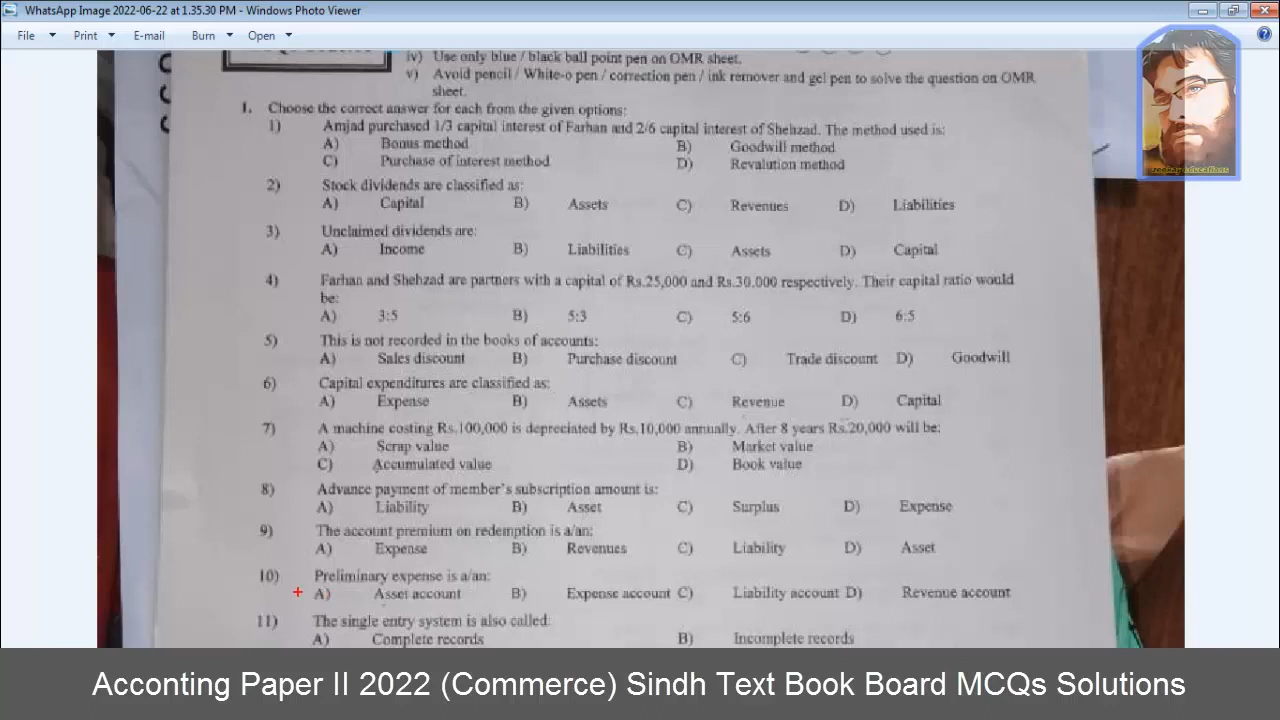 WhatsApp Image 2022-06-22 at 1.35.30 PM - Windows Photo Viewer
File Print E-mail Burn Open
iv) Use only blue / black ball point pen on OMR sheet.
v) Avoid pencil / White-o pen / correction pen / ink remover and gel pen to solve the question on OMR
sheet.
1. Choose the correct answer for each from the given options:
1) Amjad purchased 1/3 capital interest of Farhan and 2/6 capital interest of Shehzad. The method used is:
A) Bonus method B) Goodwill method
C) Purchase of interest method D) Revalution method
2) Stock dividends are classified as:
A) Capital B) Assets C) Revenues D) Liabilities
3) Unclaimed dividends are:
A) Income B) Liabilities C) Assets D) Capital
4) Farhan and Shehzad are partners with a capital of Rs.25,000 and Rs.30.000 respectively. Their capital ratio would
be:
A) 3:5 B) 5:3 C) 5:6 D) 6:5
5) This is not recorded in the books of accounts:
A) Sales discount B) Purchase discount C) Trade discount D) Goodwill
6) Capital expenditures are classified as:
A) Expense B) Assets C) Revenue D) Capital
7) A machine costing Rs.100,000 is depreciated by Rs.10,000 annually. After 8 years Rs.20,000 will be:
A) Scrap value B) Market value
C) Accumulated value D) Book value
8) Advance payment of member's subscription amount is:
A) Liability B) Asset C) Surplus D) Expense
9) The account premium on redemption is a/an:
A) Expense B) Revenues C) Liability D) Asset
10) Preliminary expense is a/an:
A) Asset account B) Expense account C) Liability account D) Revenue account
11) The single entry system is also called:
A) Complete records B) Incomplete records
Acconting Paper II 2022 (Commerce) Sindh Text Book Board MCQs Solutions